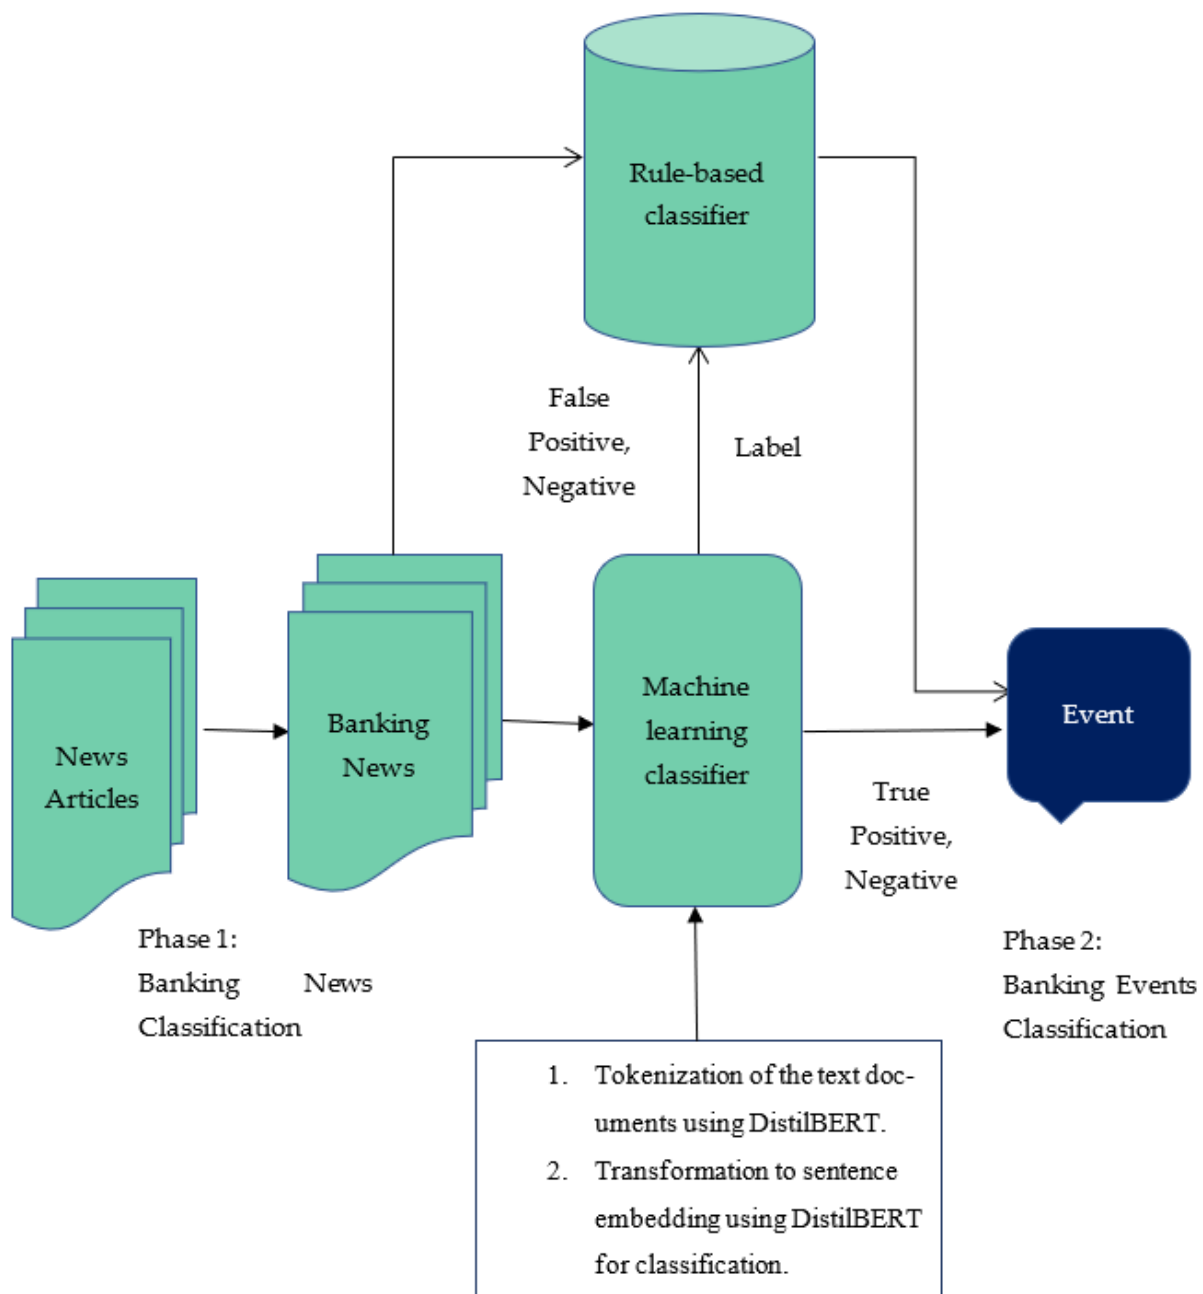 Rule-based
classifier
False
Positive,
Negative
Label
News
Articles
Banking
News
Machine
learning
classifier
Event
True
Positive,
Negative
Phase 1:
Banking News
Classification
Phase 2:
Banking Events
Classification
1. Tokenization of the text doc-
uments using DistilBERT.
2. Transformation to sentence
embedding using DistilBERT
for classification.